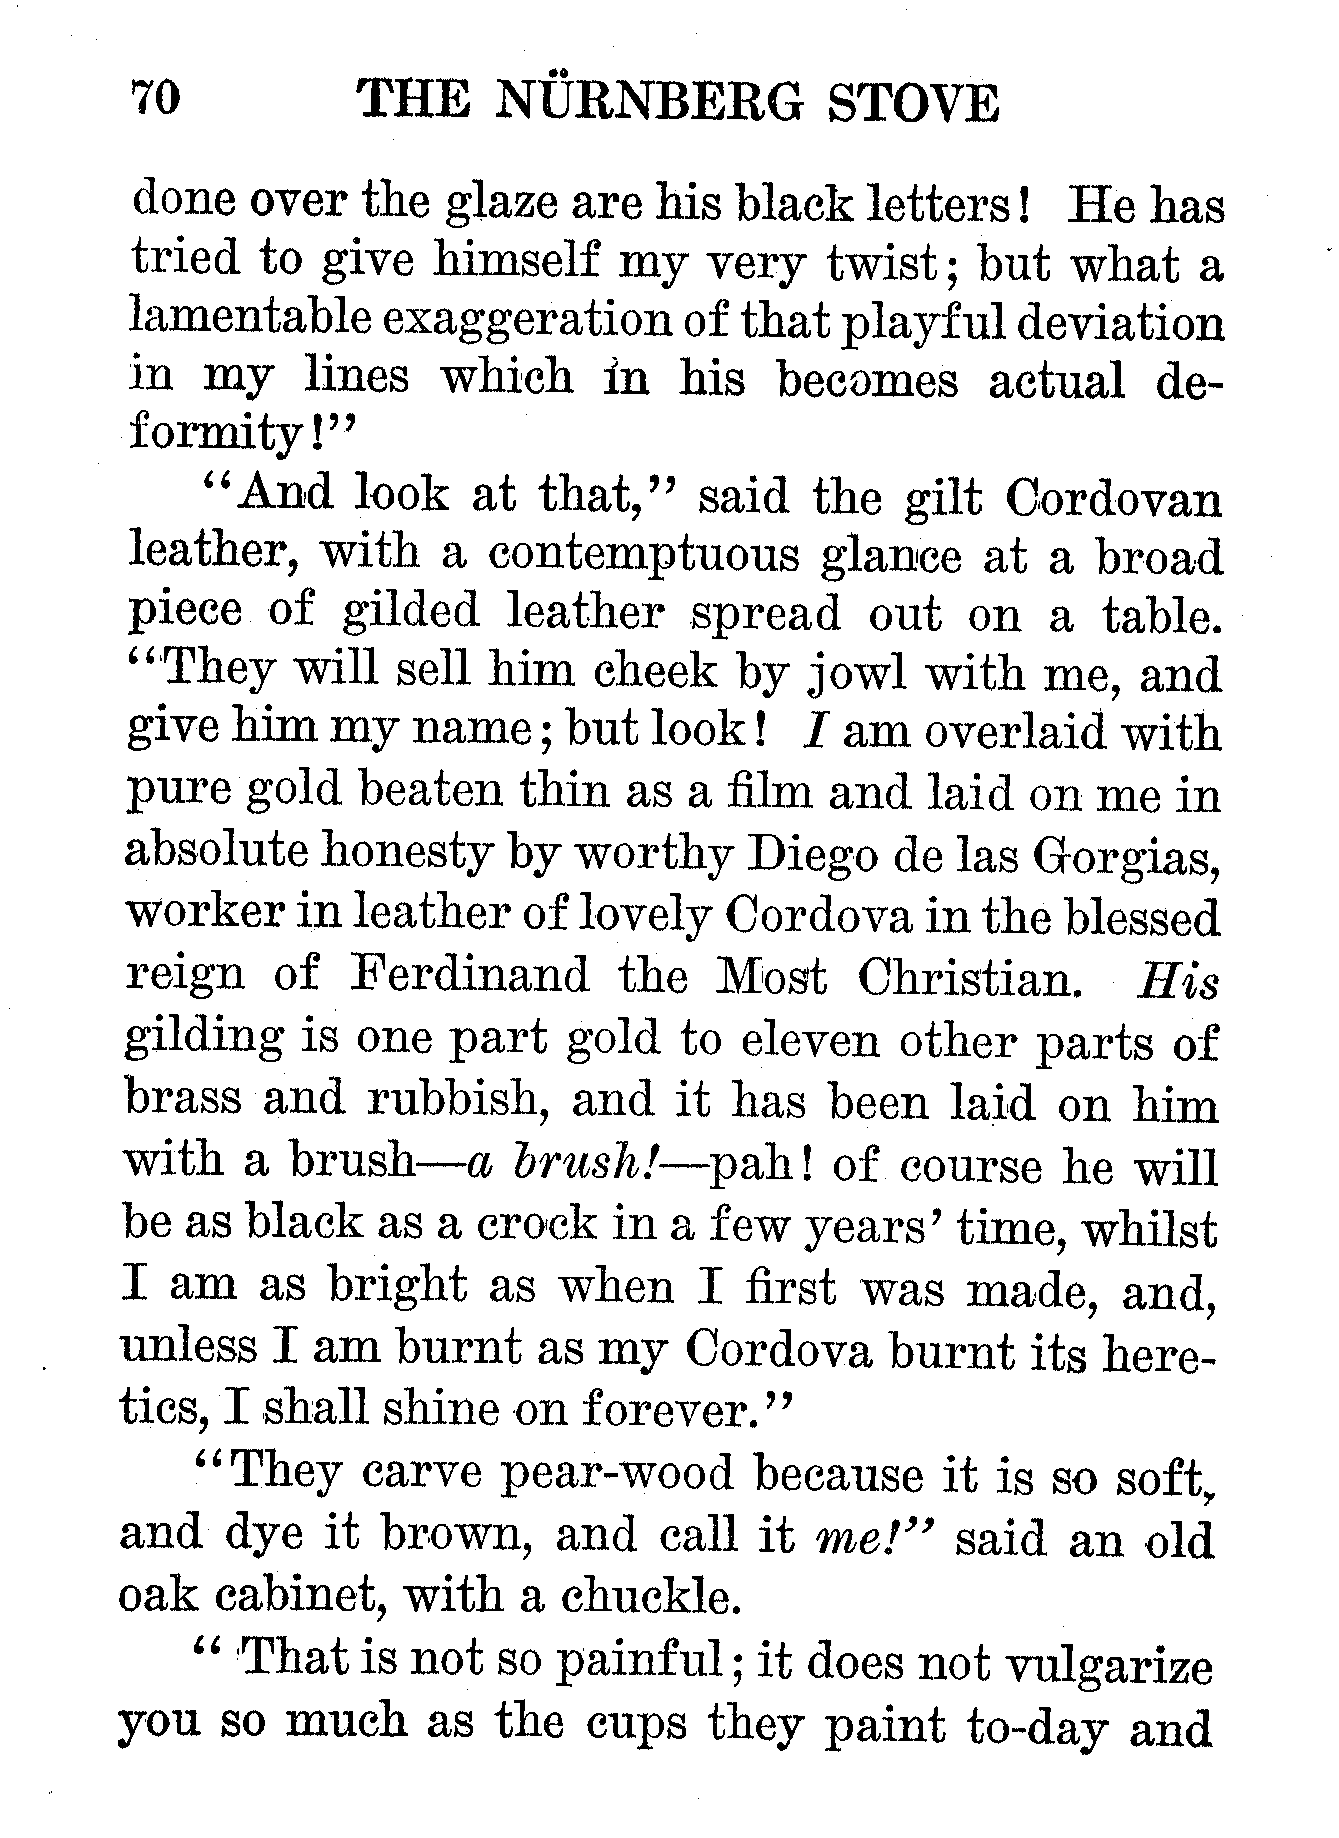 70 THE NÜRNBERG STOVE
done over the glaze are his black letters! He has
tried to give himself my very twist; but what a
lamentable exaggeration of that playful deviation
in my lines which in his becomes actual de-
formity!"
"And look at that," said the gilt Cordovan
leather, with a contemptuous glance at a broad
piece of gilded leather spread out on a table.
"They will sell him cheek by jowl with me, and
give him my name; but look! I am overlaid with
pure gold beaten thin as a film and laid on me in
absolute honesty by worthy Diego de las Gorgias,
worker in leather of lovely Cordova in the blessed
reign of Ferdinand the Most Christian. His
gilding is one part gold to eleven other parts of
brass and rubbish, and it has been laid on him
with a brush—a brush!—pah! of course he will
be as black as a crock in a few years' time, whilst
I am as bright as when I first was made, and,
unless I am burnt as my Cordova burnt its here-
tics, I shall shine on forever."
"They carve pear-wood because it is so soft,
and dye it brown, and call it me!" said an old
oak cabinet, with a chuckle.
"That is not so painful; it does not vulgarize
you so much as the cups they paint to-day and